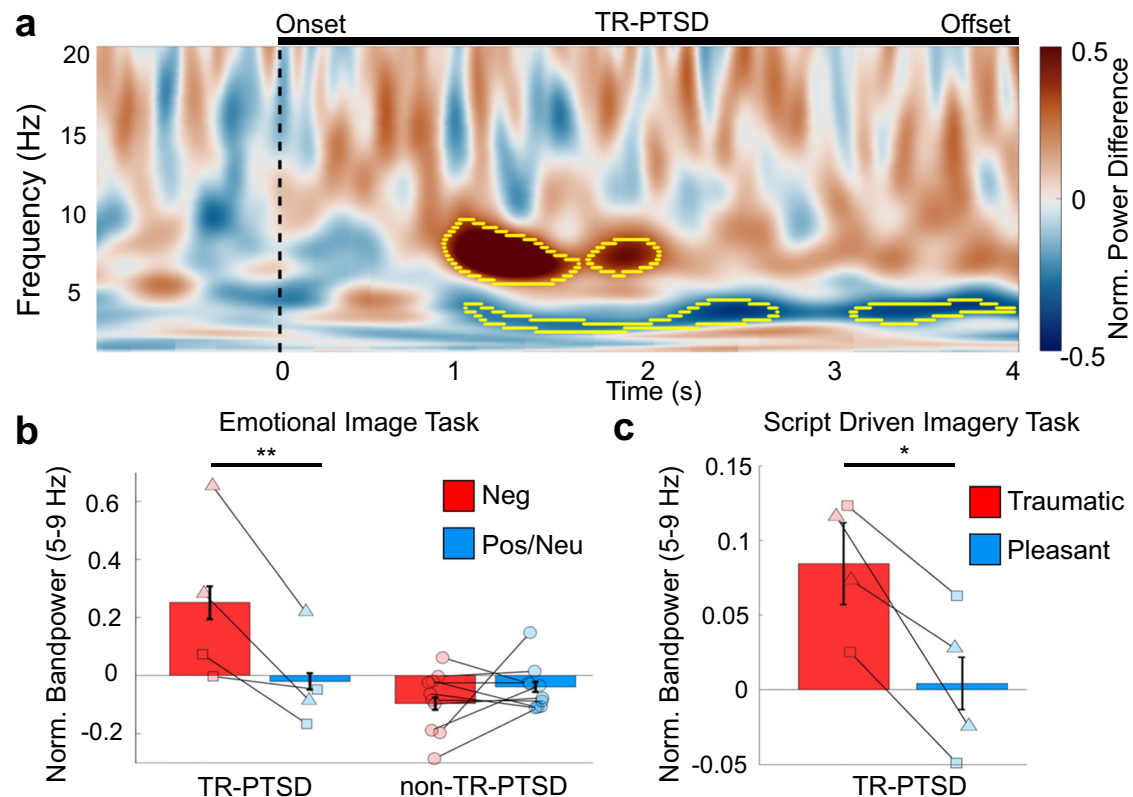 a
Onset TR-PTSD Offset
20
15
10
5
Frequency (Hz)
0 1 2 3 4
Time (s)
0.5
0
-0.5
Norm. Power Difference
b
Emotional Image Task
**
Neg
Pos/Neu
0.6
0.4
0.2
0
-0.2
Norm. Bandpower (5-9 Hz)
TR-PTSD non-TR-PTSD
c
Script Driven Imagery Task
*
Traumatic
Pleasant
0.15
0.1
0.05
0
-0.05
Norm. Bandpower (5-9 Hz)
TR-PTSD